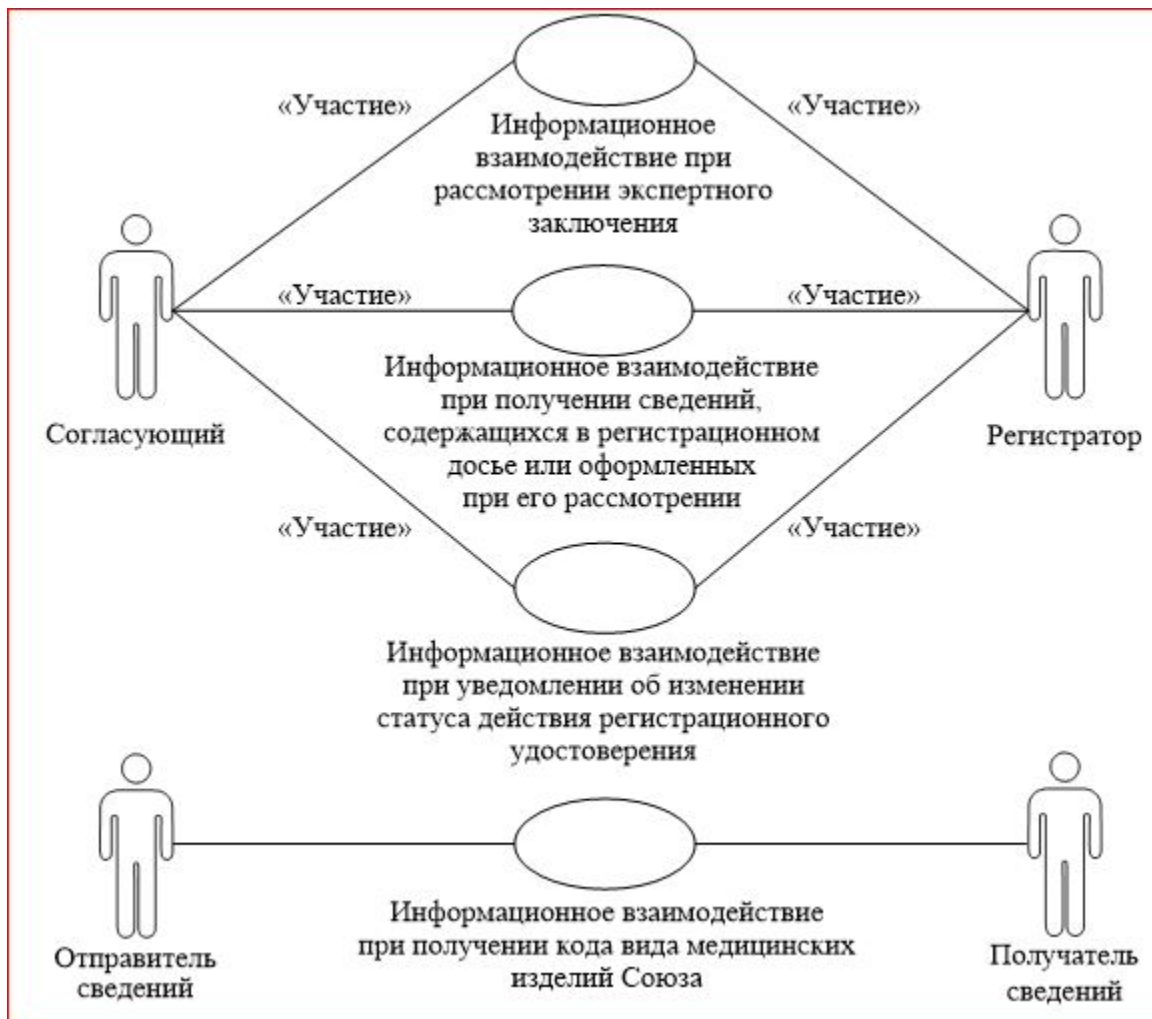 «Участие»
«Участие»
Информационное
взаимодействие при
рассмотрении экспертного
заключения
«Участие»
«Участие»
Информационное взаимодействие
при получении сведений,
содержащихся в регистрационном
досье или оформленных
при его рассмотрении
Согласующий
Регистратор
«Участие»
«Участие»
Информационное взаимодействие
при уведомлении об изменении
статуса действия регистрационного
удостоверения
Информационное взаимодействие
при получении кода вида медицинских
изделий Союза
Отправитель
сведений
Получатель
сведений